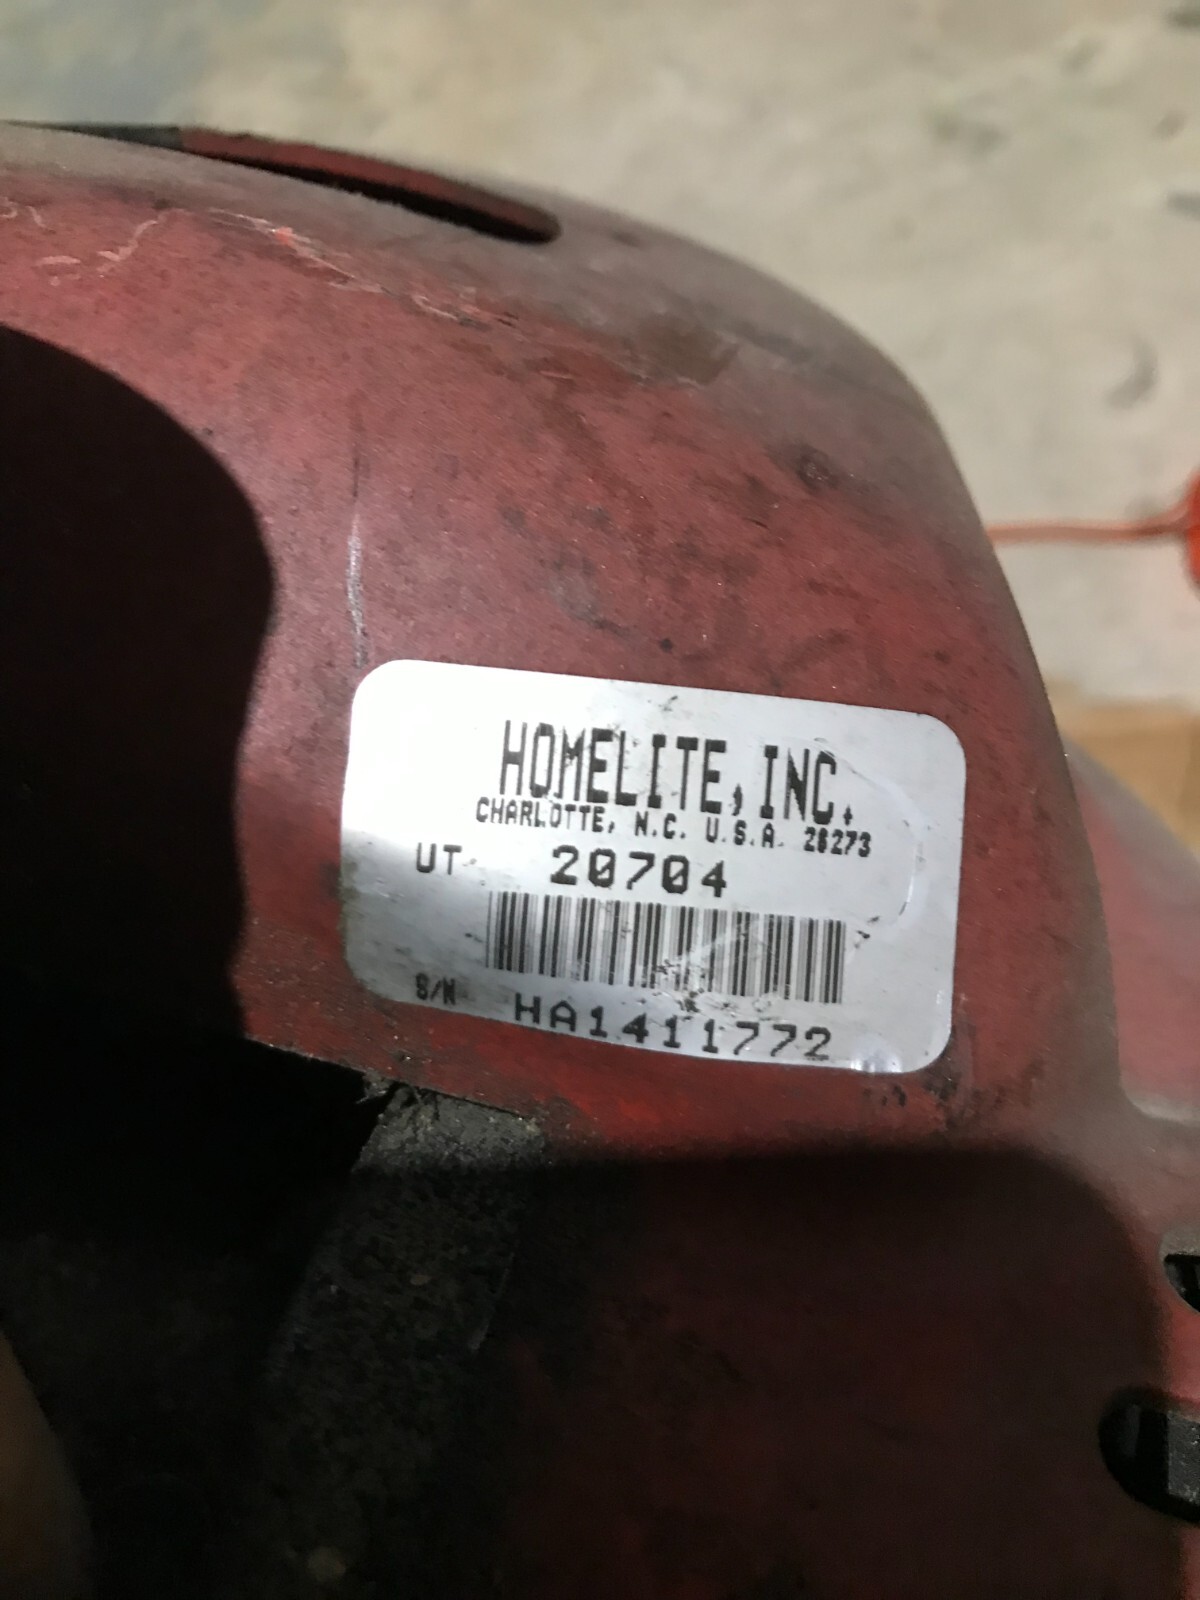 HOMELITE, INC.
CHARLOTTE, N.C. U.S.A. 28273
UT 20704
S/N HA1411772